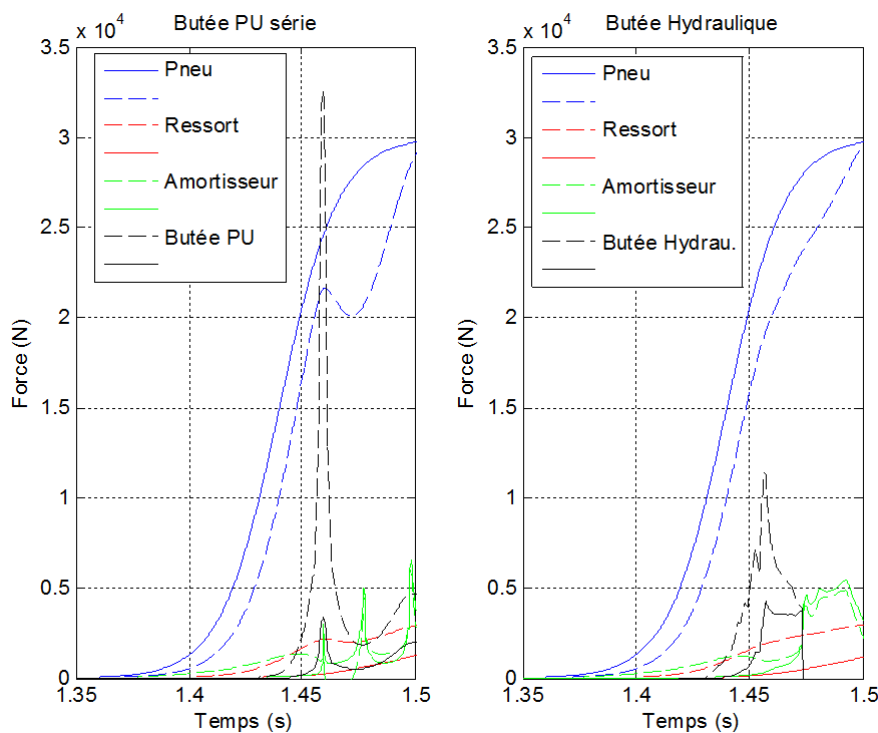 Butée PU série
x 10^4
3.5
3
2.5
2
1.5
1
0.5
0
1.35
1.4
1.45
1.5
Force (N)
Temps (s)
Pneu
Ressort
Amortisseur
Butée PU
Butée Hydraulique
x 10^4
3.5
3
2.5
2
1.5
1
0.5
0
1.35
1.4
1.45
1.5
Force (N)
Temps (s)
Pneu
Ressort
Amortisseur
Butée Hydrau.